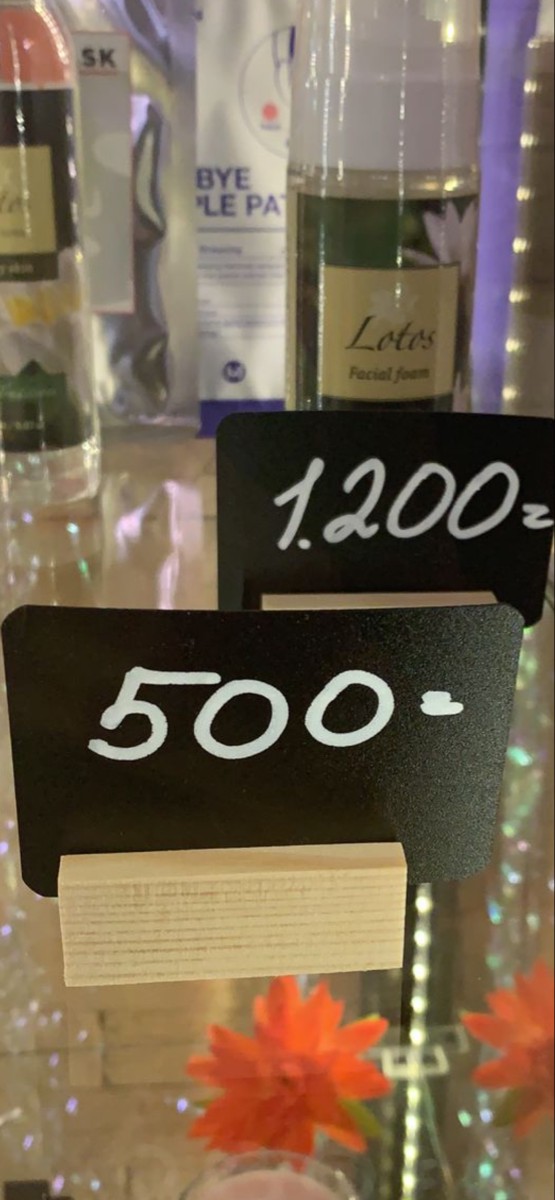 SK
BYE
PLE PAT
Lotos
Facial foam
1.200=
500=